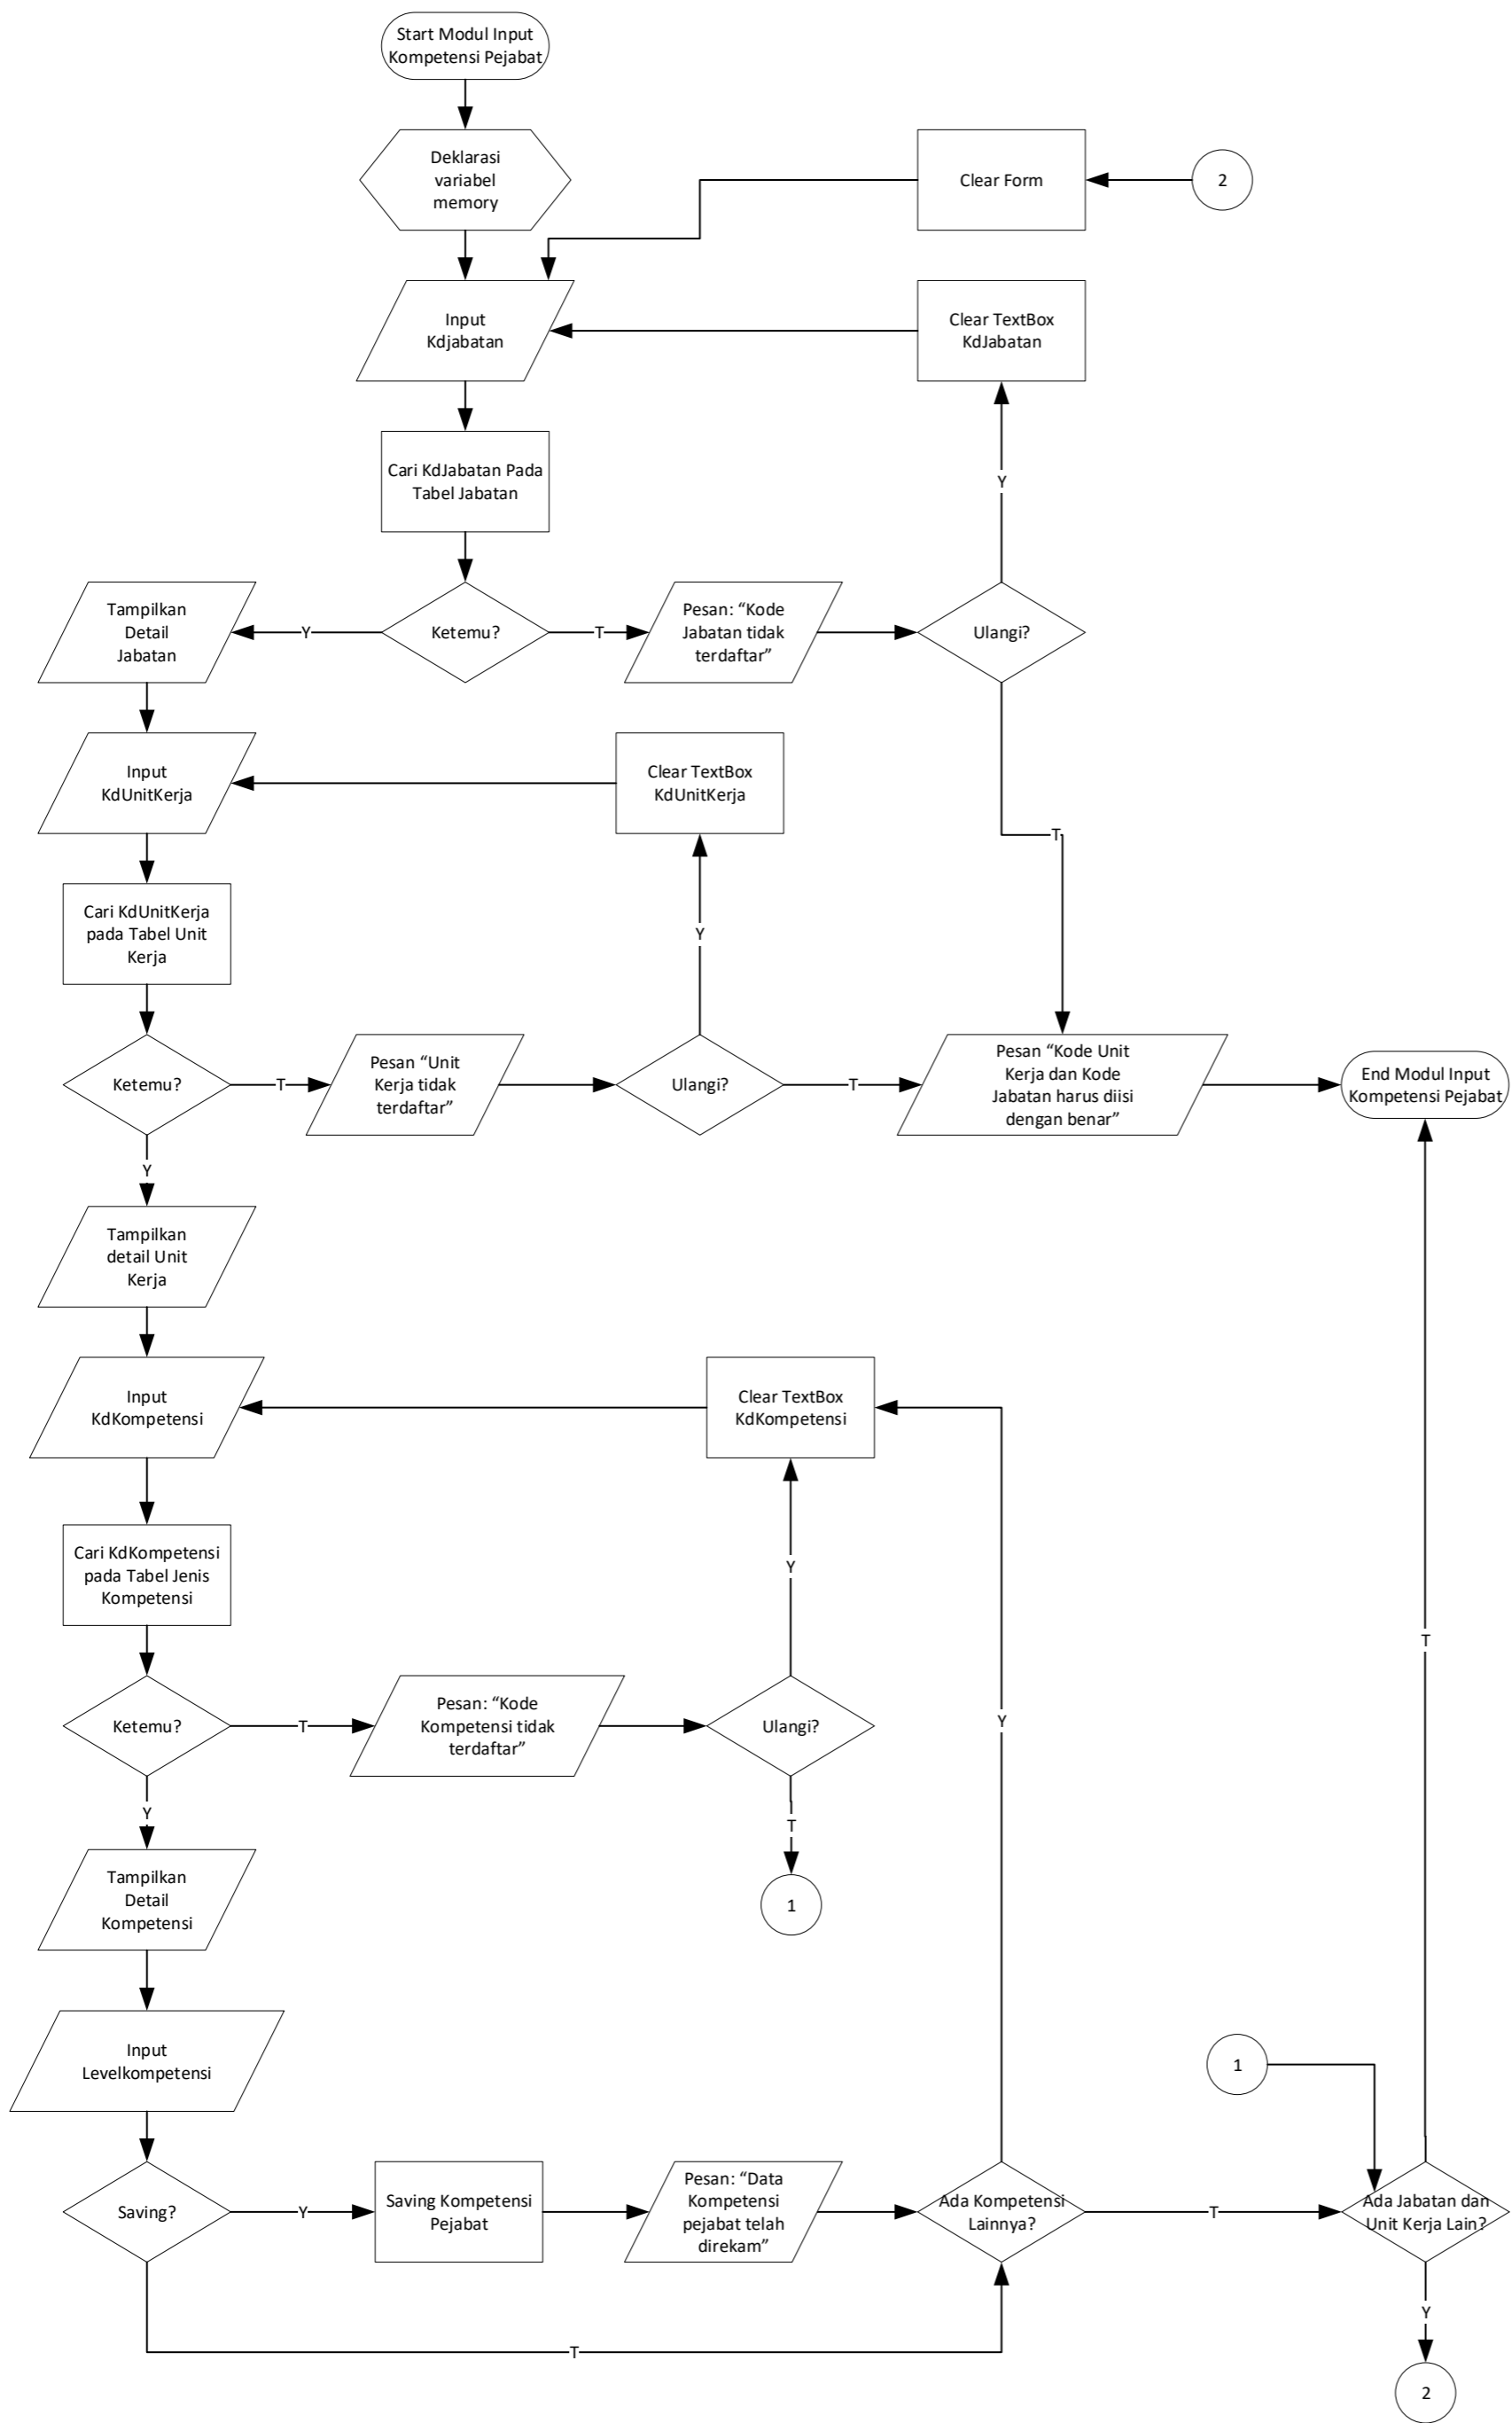 Start Modul Input
Kompetensi Pejabat
Deklarasi
variabel
memory
Clear Form
2
Input
Kdjabatan
Clear TextBox
KdJabatan
Cari KdJabatan Pada
Tabel Jabatan
Y
Tampilkan
Detail
Jabatan
Y
Ketemu?
T
Pesan: “Kode
Jabatan tidak
terdaftar”
Ulangi?
Input
KdUnitKerja
Clear TextBox
KdUnitKerja
T
Cari KdUnitKerja
pada Tabel Unit
Kerja
Y
Ketemu?
T
Pesan “Unit
Kerja tidak
terdaftar”
Ulangi?
T
Pesan “Kode Unit
Kerja dan Kode
Jabatan harus diisi
dengan benar”
End Modul Input
Kompetensi Pejabat
Y
Tampilkan
detail Unit
Kerja
Input
KdKompetensi
Clear TextBox
KdKompetensi
Cari KdKompetensi
pada Tabel Jenis
Kompetensi
Y
T
Ketemu?
T
Pesan: “Kode
Kompetensi tidak
terdaftar”
Ulangi?
Y
Y
T
Tampilkan
Detail
Kompetensi
1
Input
Levelkompetensi
1
Saving?
Y
Saving Kompetensi
Pejabat
Pesan: “Data
Kompetensi
pejabat telah
direkam”
Ada Kompetensi
Lainnya?
T
Ada Jabatan dan
Unit Kerja Lain?
Y
T
2